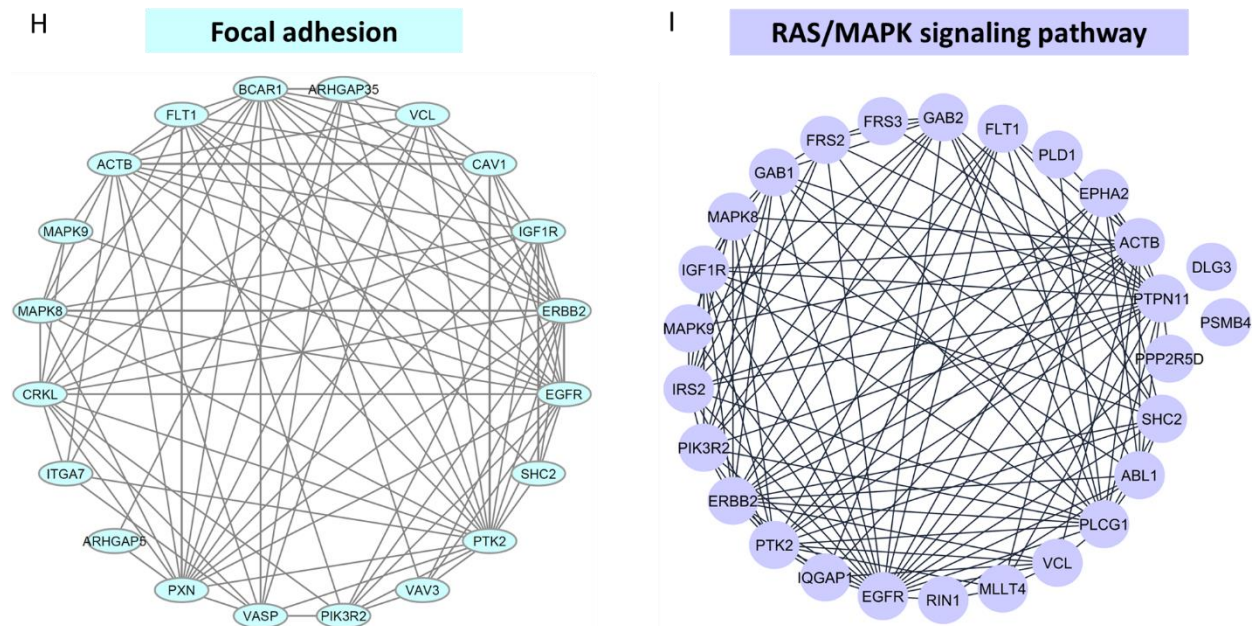 H
Focal adhesion
BCAR1
ARHGAP35
FLT1
VCL
ACTB
CAV1
MAPK9
IGF1R
MAPK8
ERBB2
CRKL
EGFR
ITGA7
SHC2
ARHGAP5
PTK2
PXN
VAV3
VASP
PIK3R2
I
RAS/MAPK signaling pathway
GAB2
FRS3
FLT1
FRS2
PLD1
GAB1
EPHA2
MAPK8
ACTB
IGF1R
DLG3
PTPN11
MAPK9
PSMB4
PPP2R5D
IRS2
SHC2
PIK3R2
ABL1
ERBB2
PLCG1
PTK2
VCL
IQGAP1
MLLT4
EGFR
RIN1